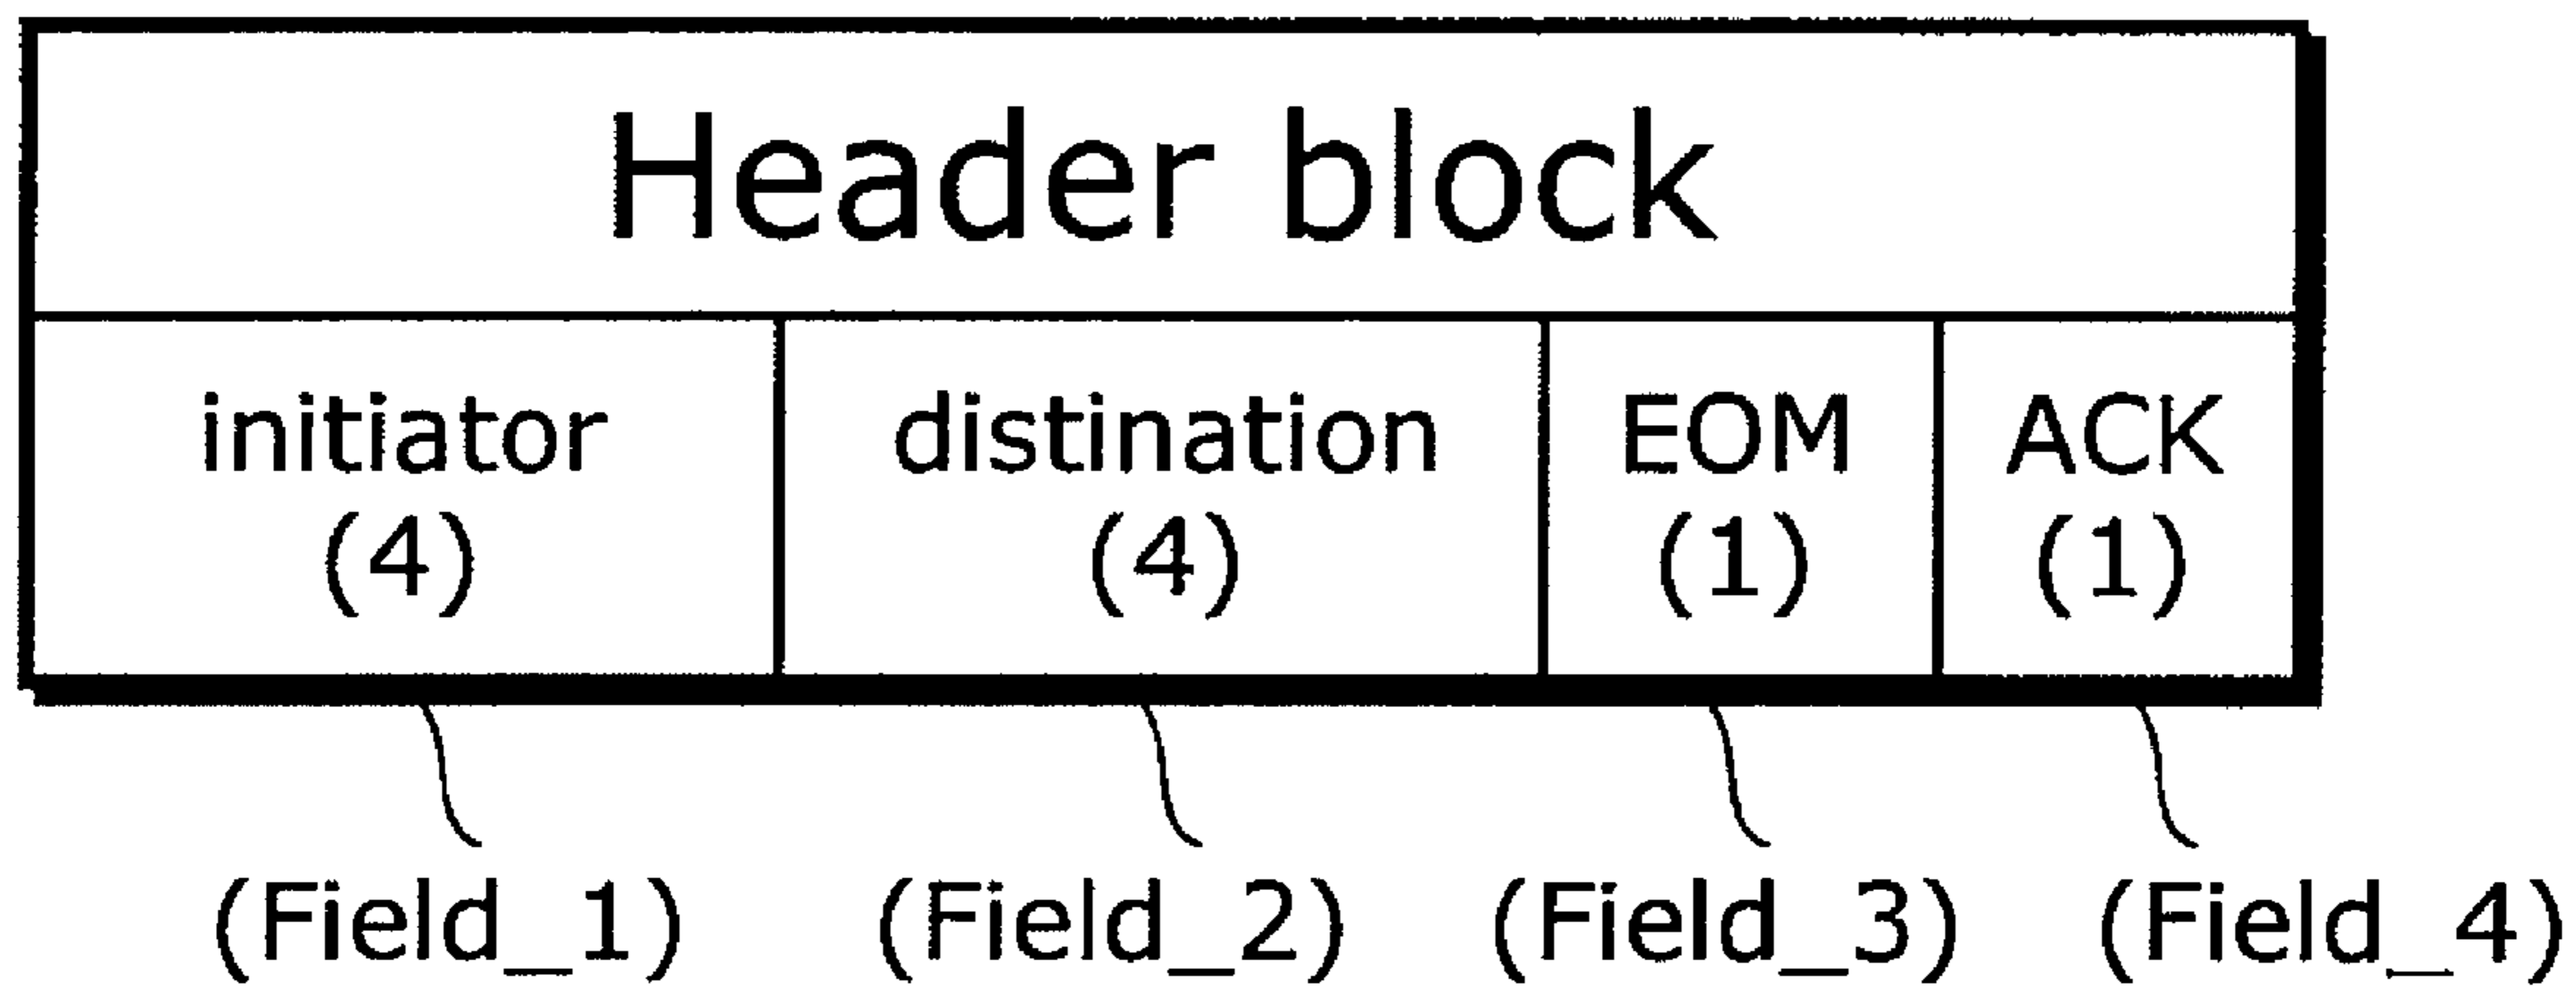 Header block
initiator distination EOM ACK
(4) (4) (1) (1)
(Field_1) (Field_2) (Field_3) (Field_4)